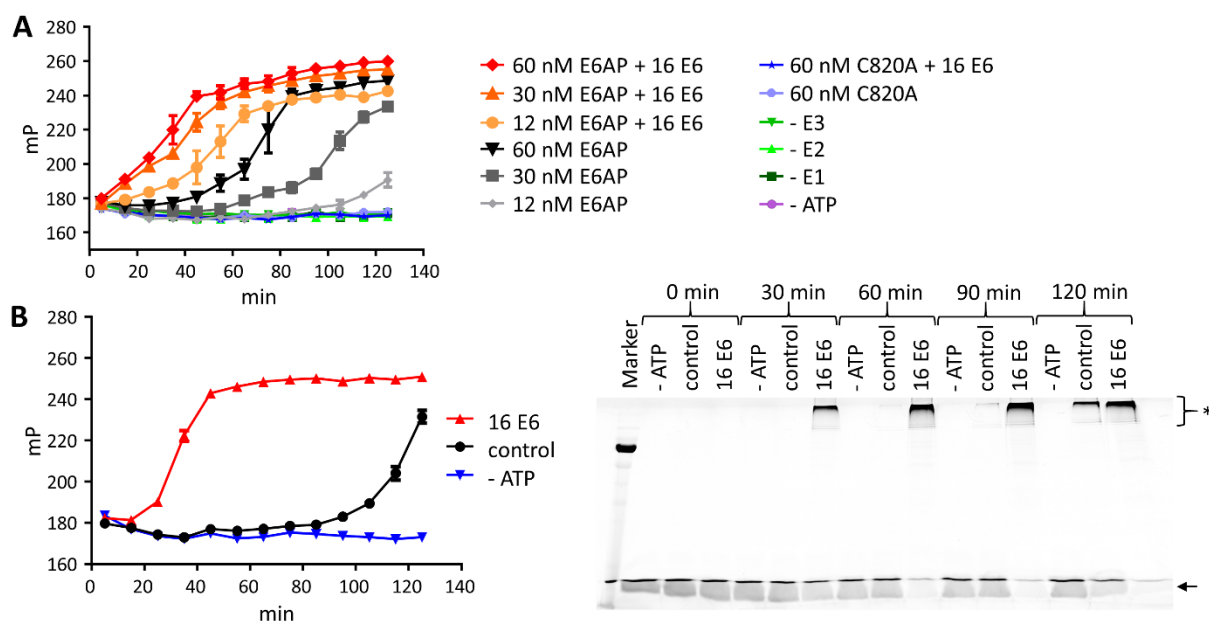 A
280
260
240
220
200
180
160
mP
0 20 40 60 80 100 120 140
min
60 nM E6AP + 16 E6
30 nM E6AP + 16 E6
12 nM E6AP + 16 E6
60 nM E6AP
30 nM E6AP
12 nM E6AP
60 nM C820A + 16 E6
60 nM C820A
- E3
- E2
- E1
- ATP
B
280
260
240
220
200
180
160
mP
0 20 40 60 80 100 120 140
min
16 E6
control
- ATP
0 min 30 min 60 min 90 min 120 min
Marker
- ATP
control
16 E6
- ATP
control
16 E6
- ATP
control
16 E6
- ATP
control
16 E6
- ATP
control
16 E6
*